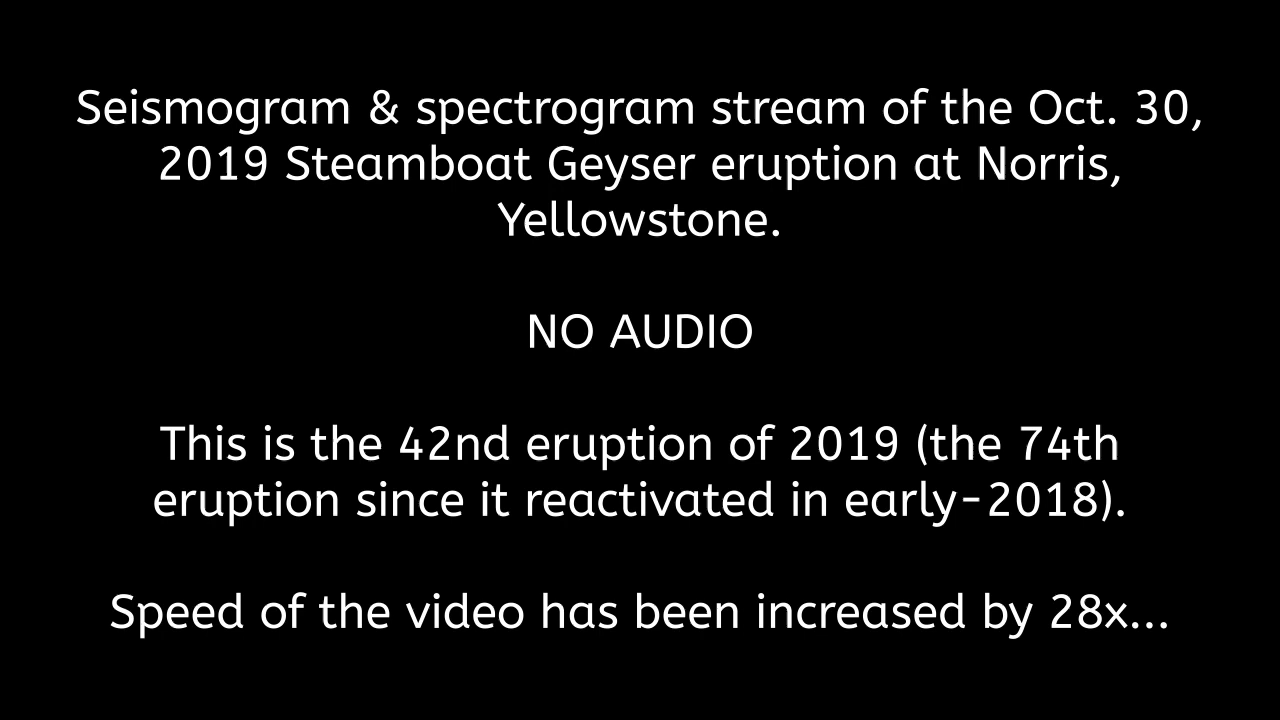 Seismogram & spectrogram stream of the Oct. 30,
2019 Steamboat Geyser eruption at Norris,
Yellowstone.
NO AUDIO
This is the 42nd eruption of 2019 (the 74th
eruption since it reactivated in early-2018).
Speed of the video has been increased by 28x...